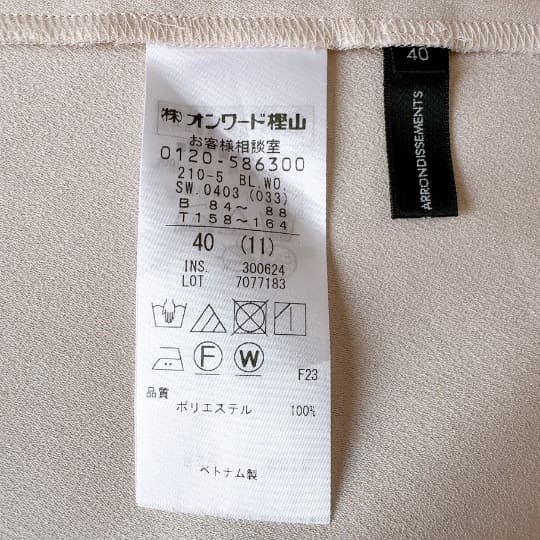 ㈱オンワード樫山
お客様相談室
0120-586300
210-5 BL.WO.
SW.0403 (033)
B 84～ 88
T158～164
40 (11)
INS. 300624
LOT 7077183
F
W
F23
品質
ポリエステル 100%
ベトナム製
40
ARRONDISSEMENTS